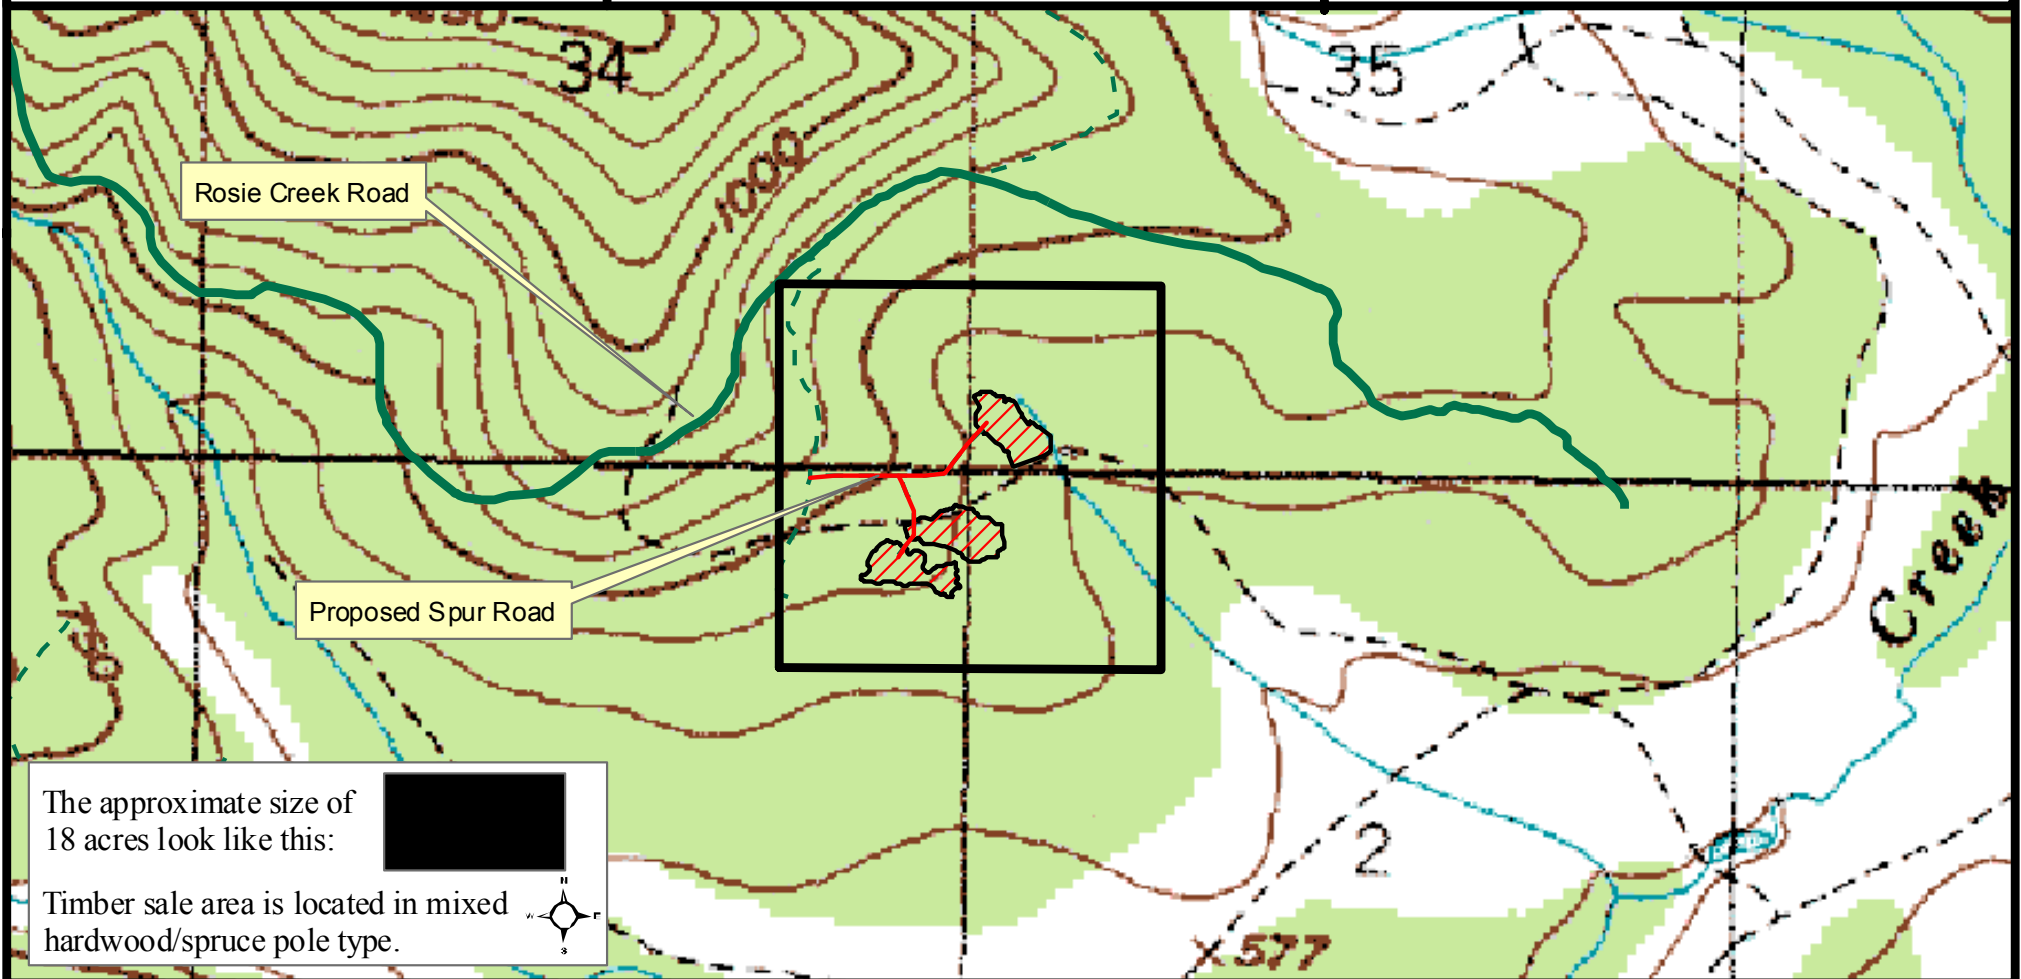 34
35
1000
Rosie Creek Road
Proposed Spur Road
Creek
2
577
The approximate size of
18 acres look like this:
Timber sale area is located in mixed
hardwood/spruce pole type.
N
W E
S